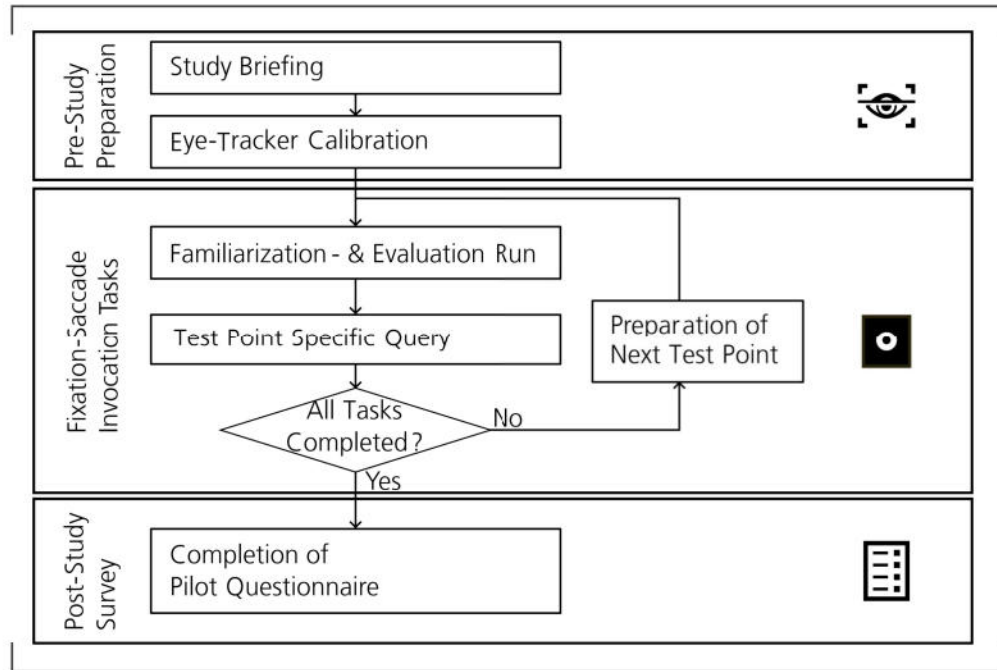 Pre-Study
Preparation
Study Briefing
Eye-Tracker Calibration
Fixation-Saccade
Invocation Tasks
Familiarization - & Evaluation Run
Test Point Specific Query
Preparation of
Next Test Point
All Tasks
Completed?
No
Yes
Post-Study
Survey
Completion of
Pilot Questionnaire